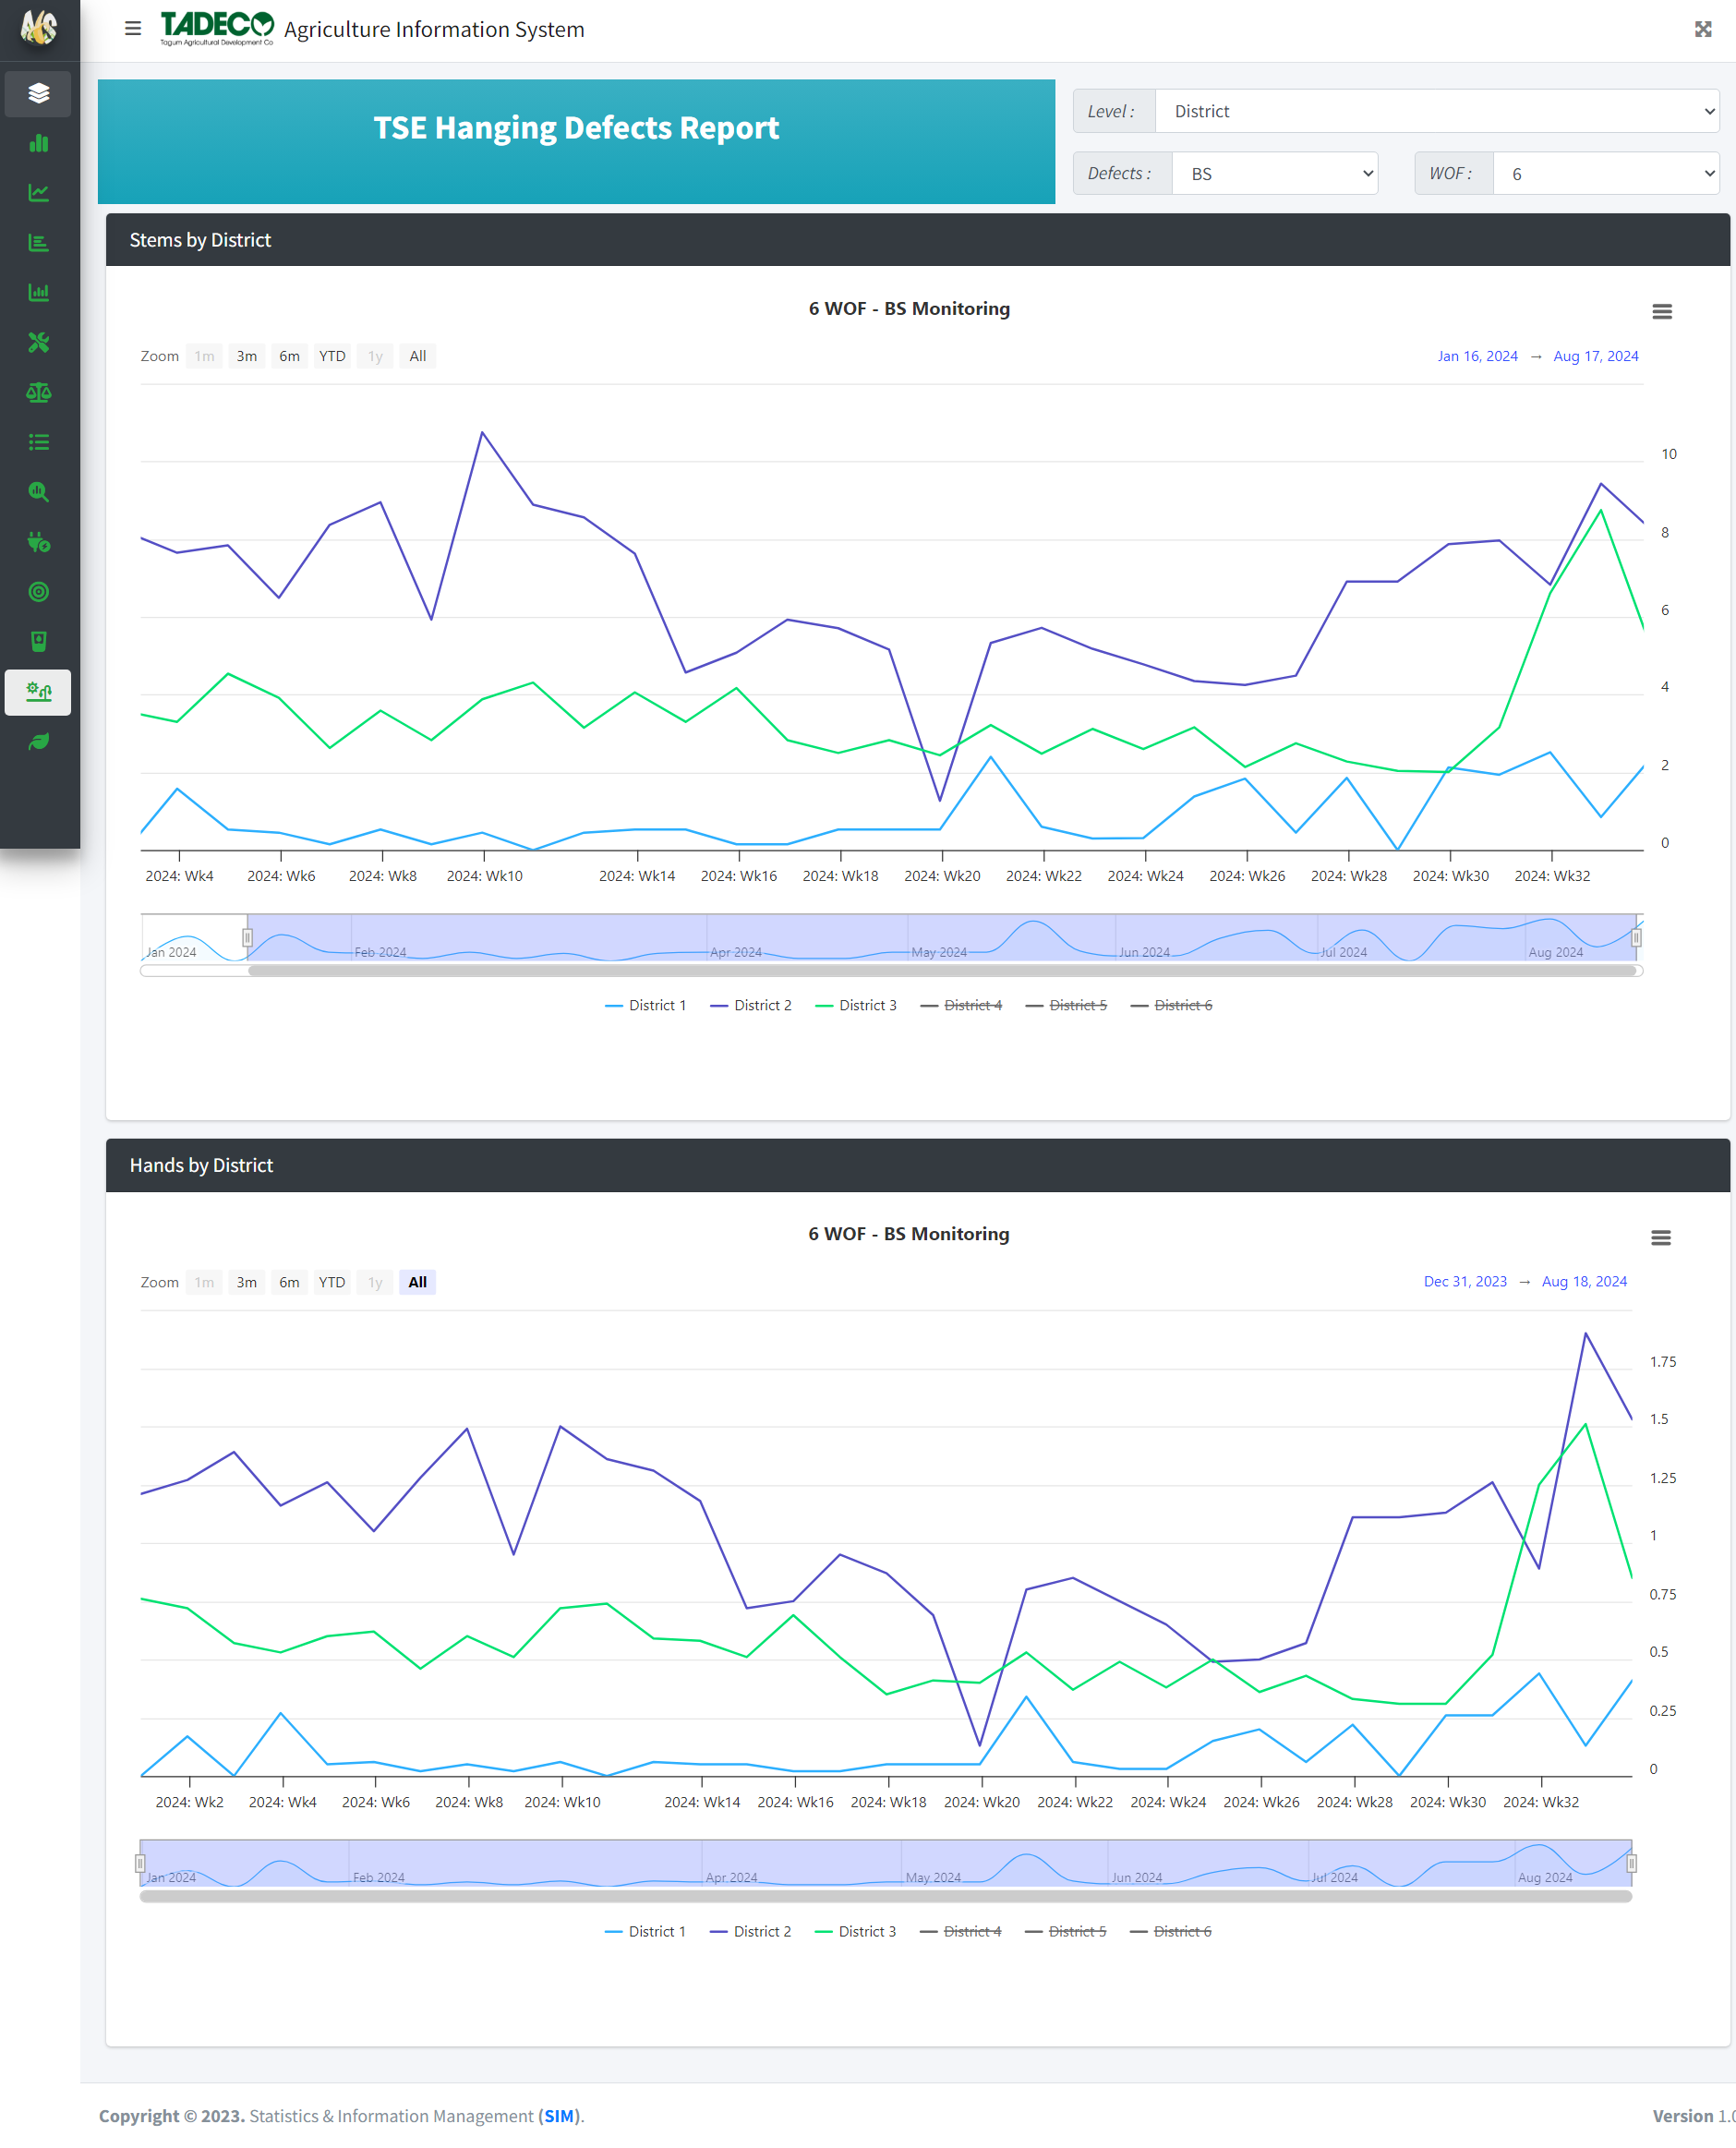 AiS
TADECO
Tagum Agricultural Development Co
Agriculture Information System
TSE Hanging Defects Report
Level :
District
Defects :
BS
WOF :
6
Stems by District
6 WOF - BS Monitoring
Zoom 1m 3m 6m YTD 1y All
Jan 16, 2024 → Aug 17, 2024
10
8
6
4
2
0
2024: Wk4 2024: Wk6 2024: Wk8 2024: Wk10 2024: Wk14 2024: Wk16 2024: Wk18 2024: Wk20 2024: Wk22 2024: Wk24 2024: Wk26 2024: Wk28 2024: Wk30 2024: Wk32
Jan 2024 Feb 2024 Apr 2024 May 2024 Jun 2024 Jul 2024 Aug 2024
District 1 District 2 District 3 District 4 District 5 District 6
Hands by District
6 WOF - BS Monitoring
Zoom 1m 3m 6m YTD 1y All
Dec 31, 2023 → Aug 18, 2024
1.75
1.5
1.25
1
0.75
0.5
0.25
0
2024: Wk2 2024: Wk4 2024: Wk6 2024: Wk8 2024: Wk10 2024: Wk14 2024: Wk16 2024: Wk18 2024: Wk20 2024: Wk22 2024: Wk24 2024: Wk26 2024: Wk28 2024: Wk30 2024: Wk32
Jan 2024 Feb 2024 Apr 2024 May 2024 Jun 2024 Jul 2024 Aug 2024
District 1 District 2 District 3 District 4 District 5 District 6
Copyright © 2023. Statistics & Information Management (SIM).
Version 1.0